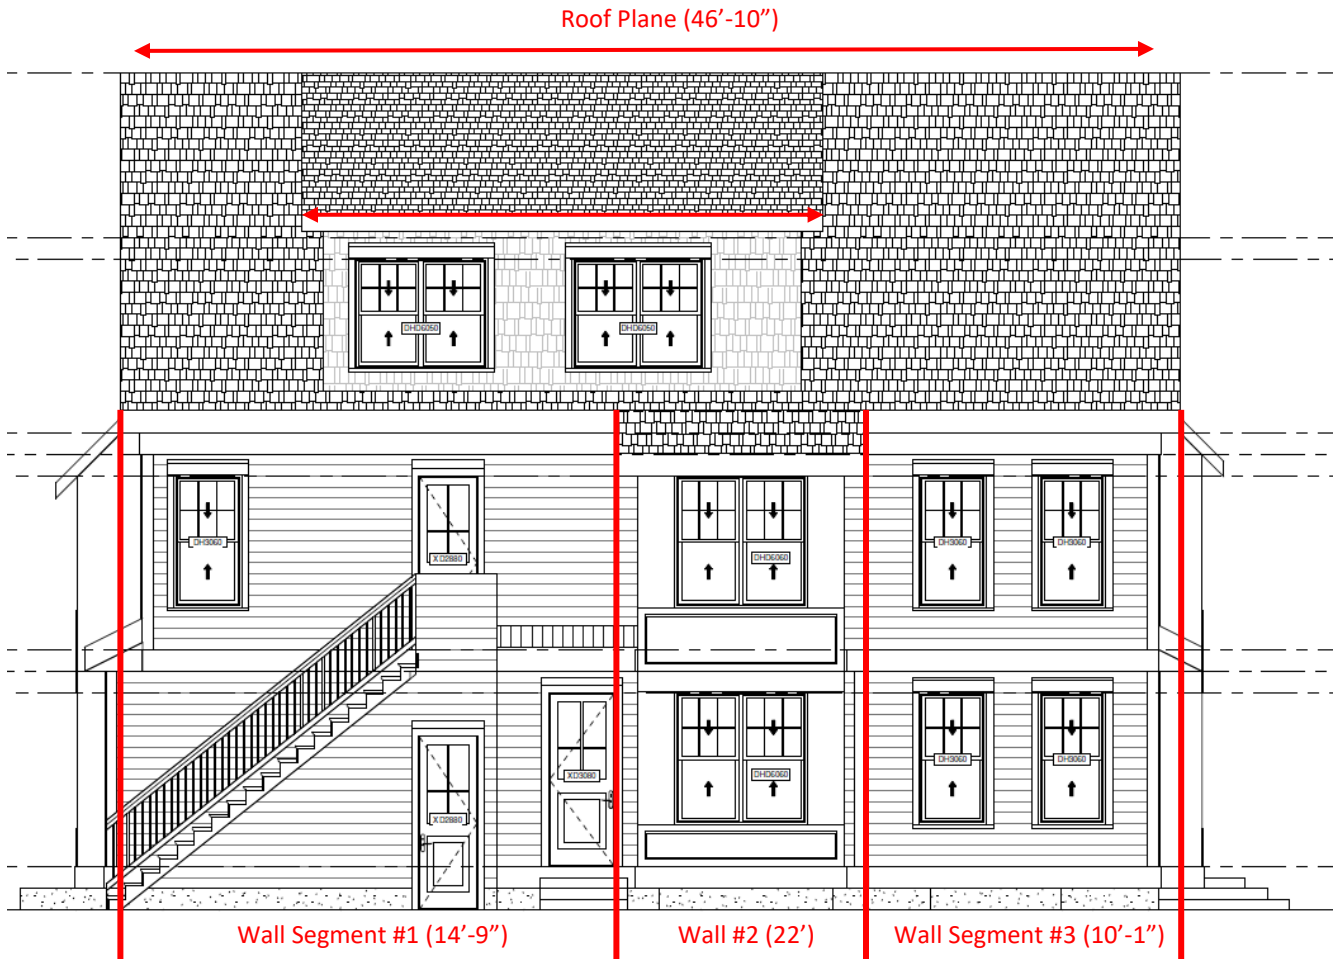 Roof Plane (46’-10”)
DHD6050 DHD6050
DH3060 XD2880 DHD6060 DH3060 DH3060
XD2880 XD3080 DHD6060 DH3060 DH3060
Wall Segment #1 (14’-9”) Wall #2 (22’) Wall Segment #3 (10’-1”)